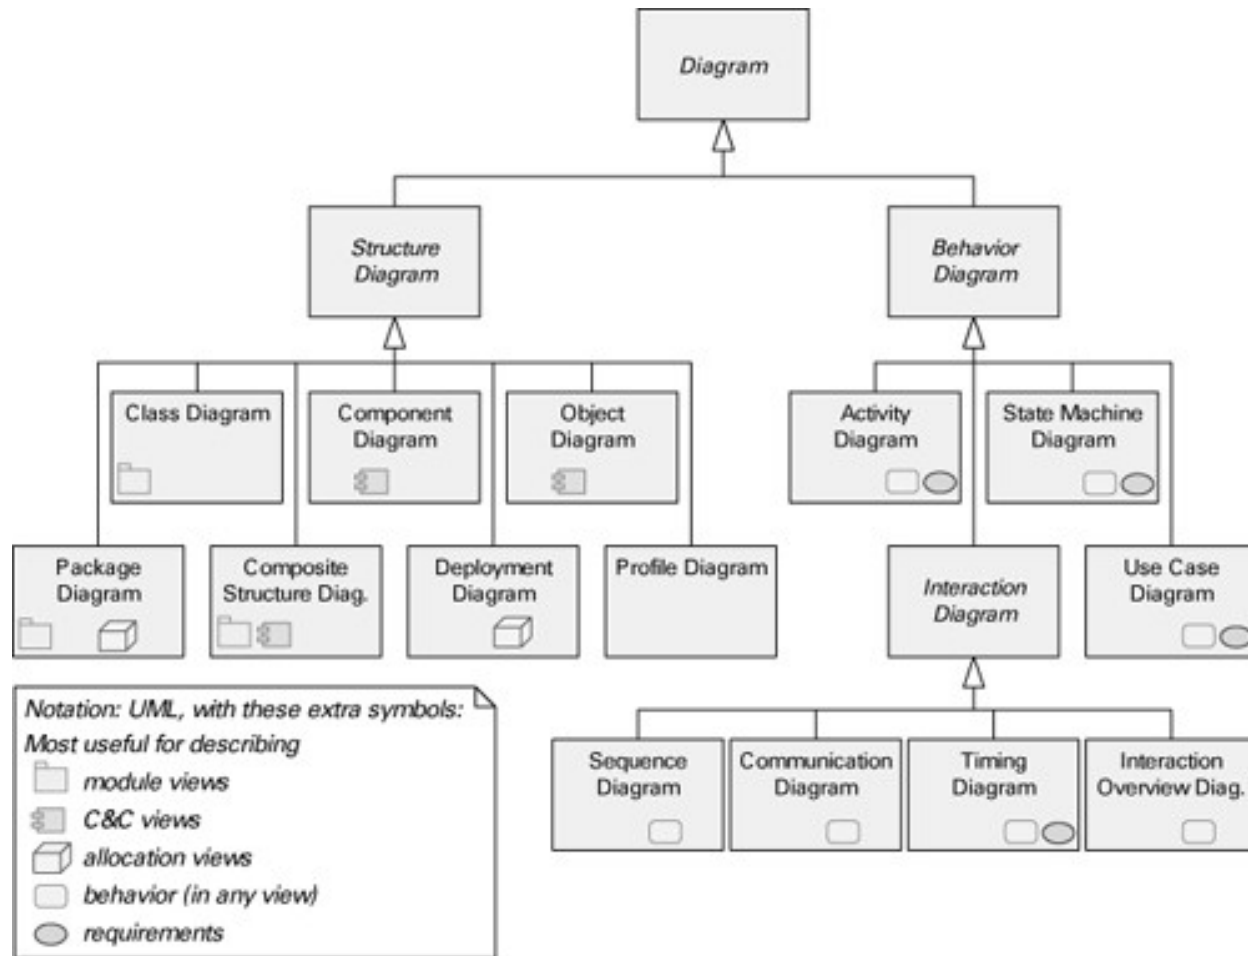 Diagram
Structure
Diagram
Behavior
Diagram
Class Diagram
Component
Diagram
Object
Diagram
Activity
Diagram
State Machine
Diagram
Package
Diagram
Composite
Structure Diag.
Deployment
Diagram
Profile Diagram
Interaction
Diagram
Use Case
Diagram
Sequence
Diagram
Communication
Diagram
Timing
Diagram
Interaction
Overview Diag.
Notation: UML, with these extra symbols:
Most useful for describing
module views
C&C views
allocation views
behavior (in any view)
requirements